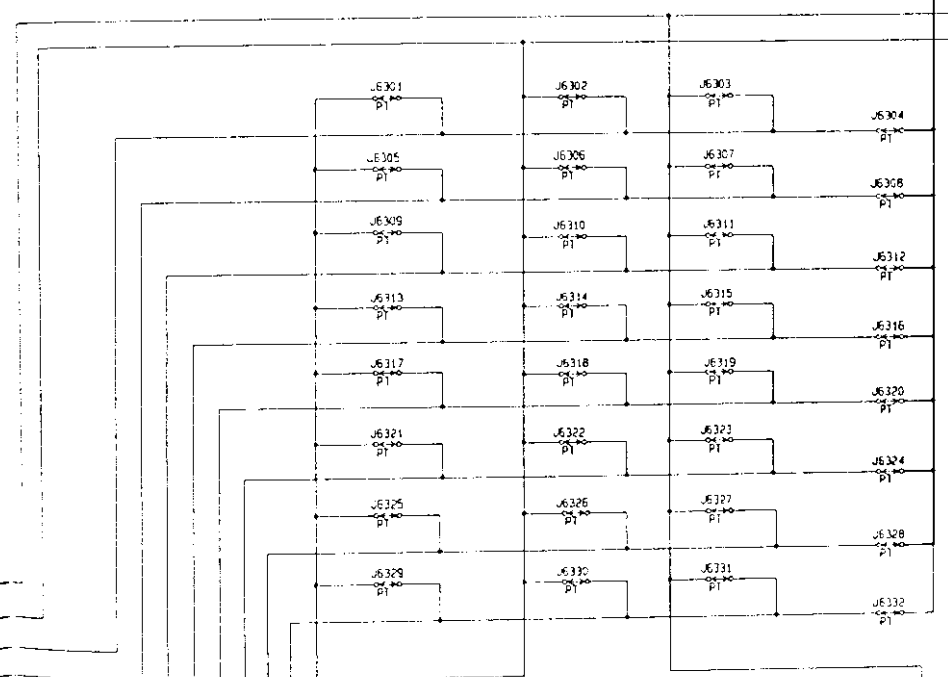 J6301
PT
J6302
PT
J6303
PT
J6304
PT
J6305
PT
J6306
PT
J6307
PT
J6308
PT
J6309
PT
J6310
PT
J6311
PT
J6312
PT
J6313
PT
J6314
PT
J6315
PT
J6316
PT
J6317
PT
J6318
PT
J6319
PT
J6320
PT
J6321
PT
J6322
PT
J6323
PT
J6324
PT
J6325
PT
J6326
PT
J6327
PT
J6328
PT
J6329
PT
J6330
PT
J6331
PT
J6332
PT